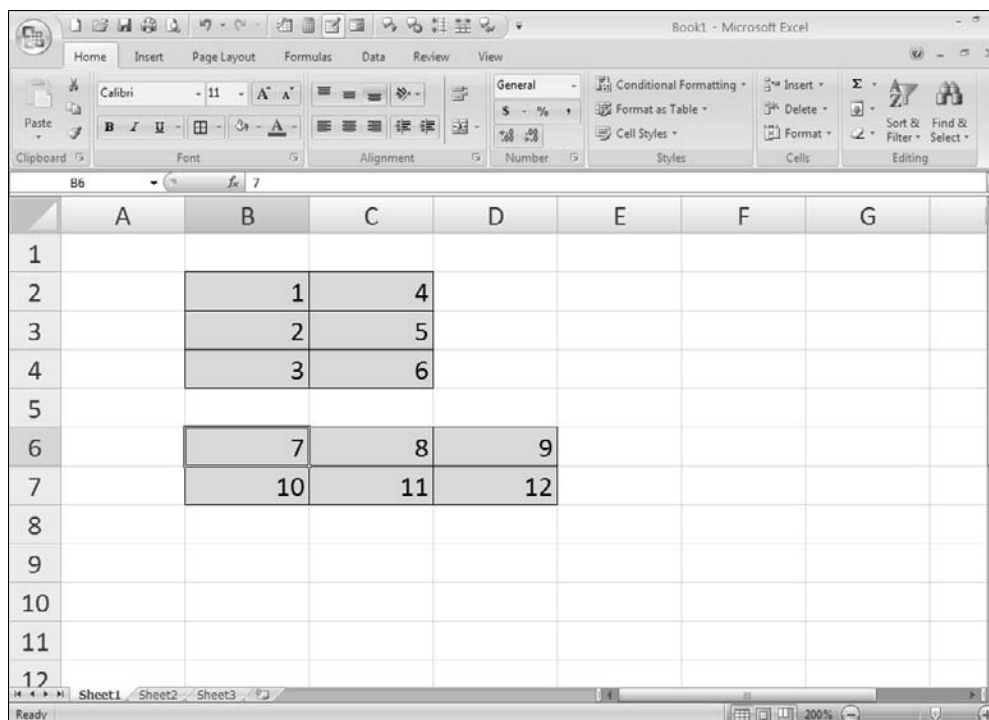 Book1 - Microsoft Excel
Home Insert Page Layout Formulas Data Review View
Paste
Calibri 11 A A
B I U A
General
$ % ,
Conditional Formatting
Format as Table
Cell Styles
Insert
Delete
Format
Σ
Sort & Filter
Find & Select
Clipboard Font Alignment Number Styles Cells Editing
B6 fx 7
A B C D E F G
1
2 1 4
3 2 5
4 3 6
5
6 7 8 9
7 10 11 12
8
9
10
11
12
Sheet1 Sheet2 Sheet3
Ready 200%